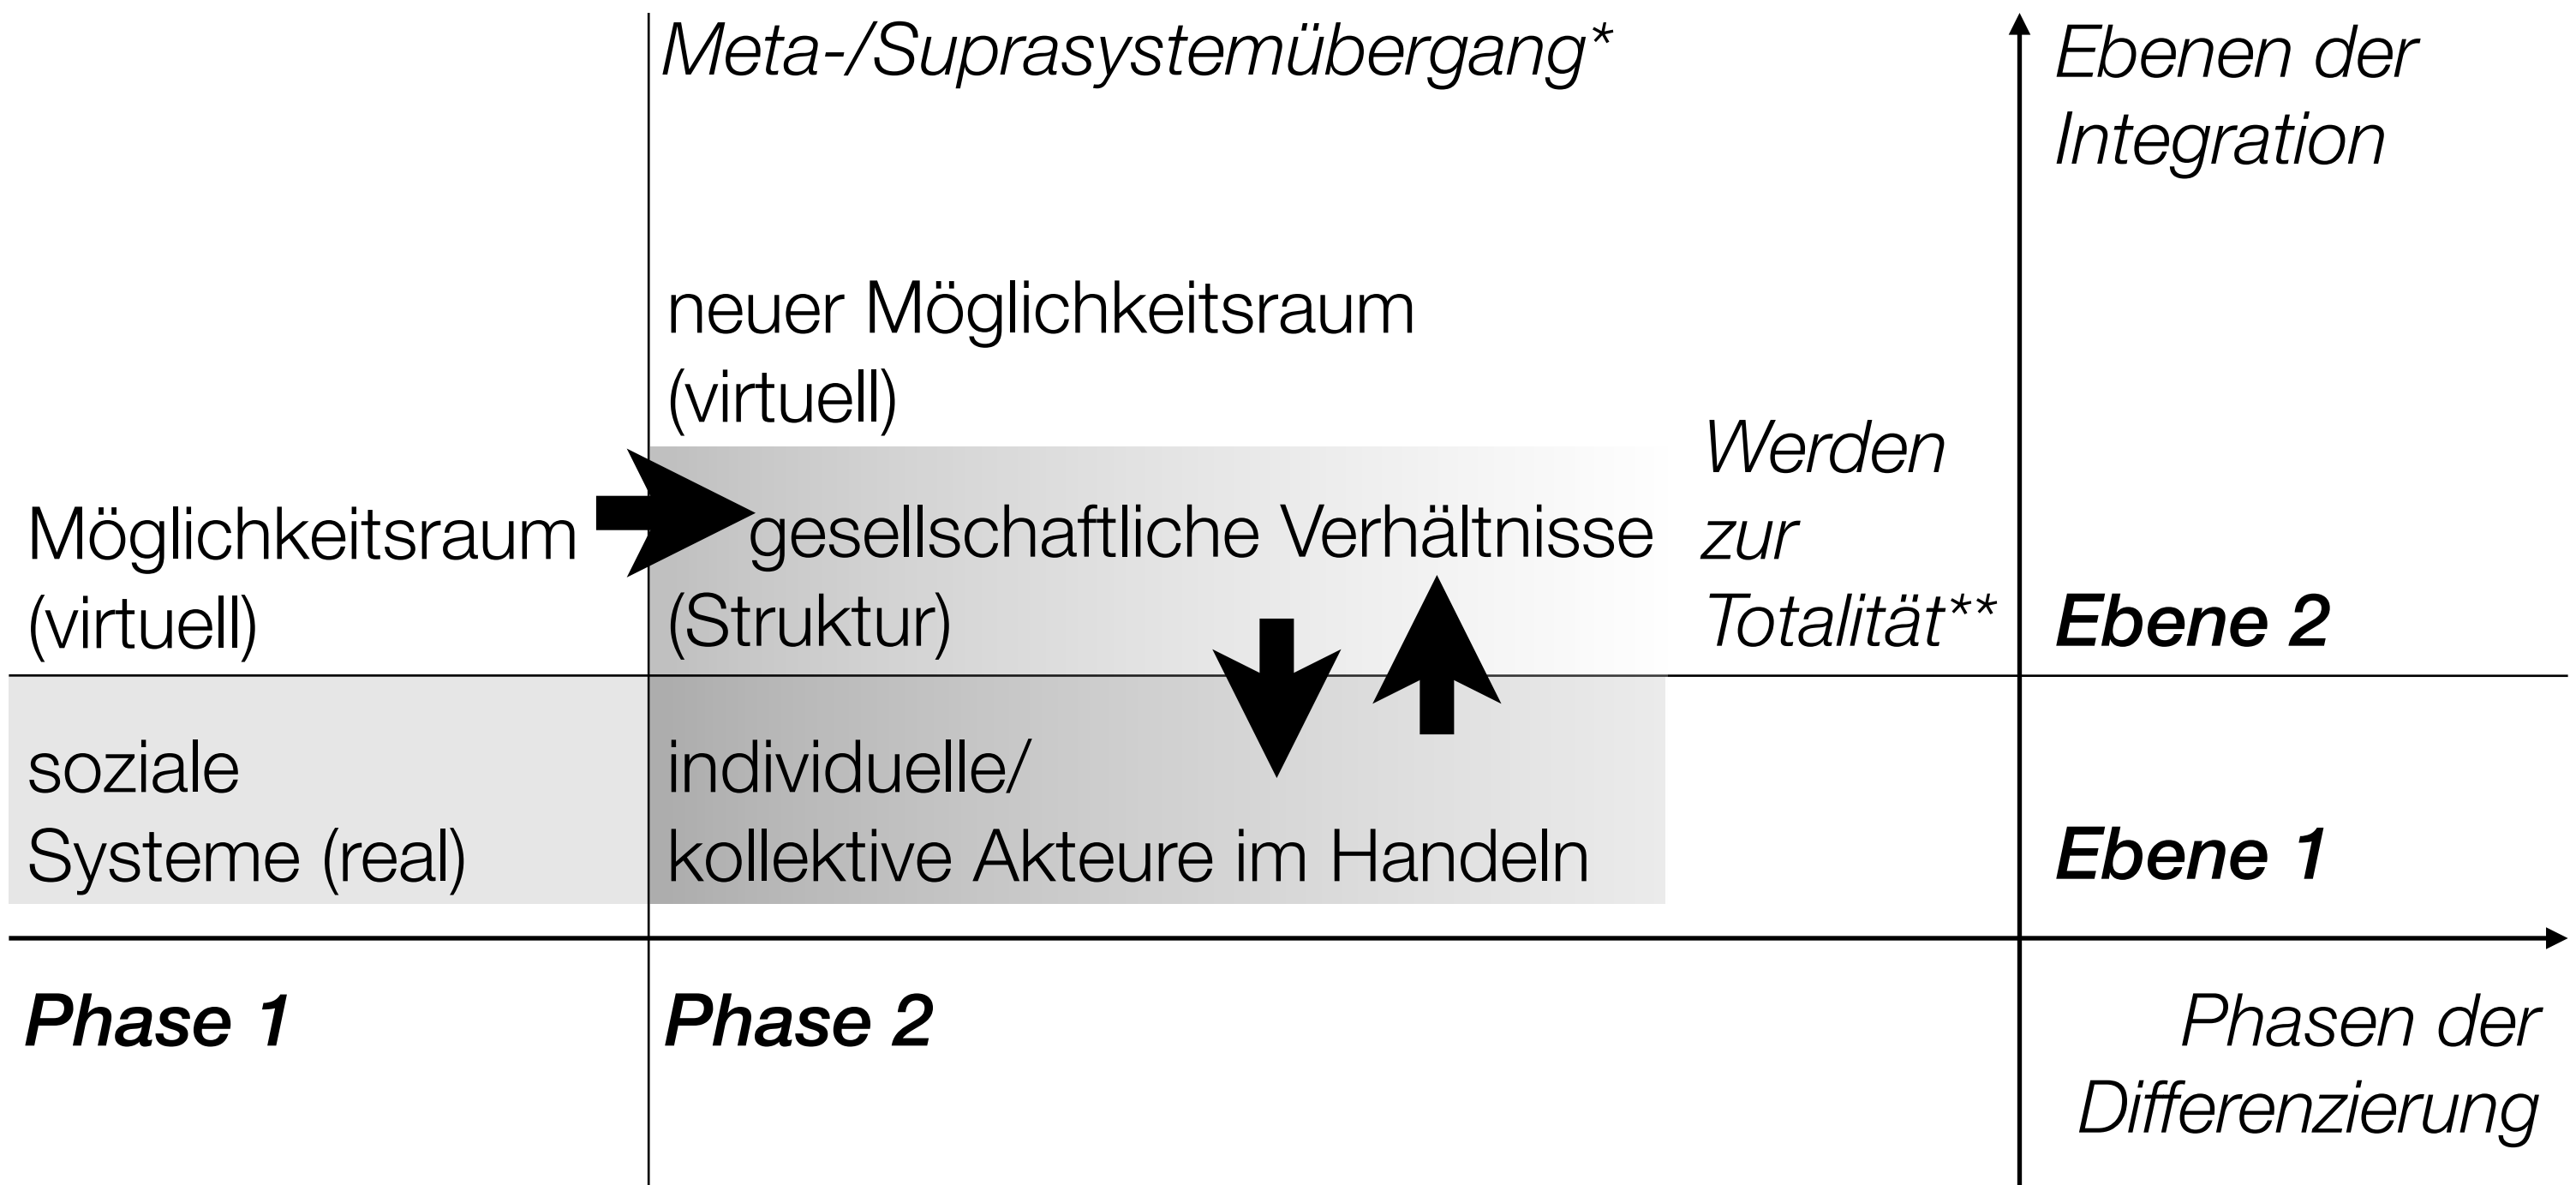 Meta-/Suprasystemübergang*
Ebenen der
Integration
neuer Möglichkeitsraum
(virtuell)
Möglichkeitsraum
(virtuell)
gesellschaftliche Verhältnisse
(Struktur)
Werden
zur
Totalität**
Ebene 2
soziale
Systeme (real)
individuelle/
kollektive Akteure im Handeln
Ebene 1
Phase 1
Phase 2
Phasen der
Differenzierung